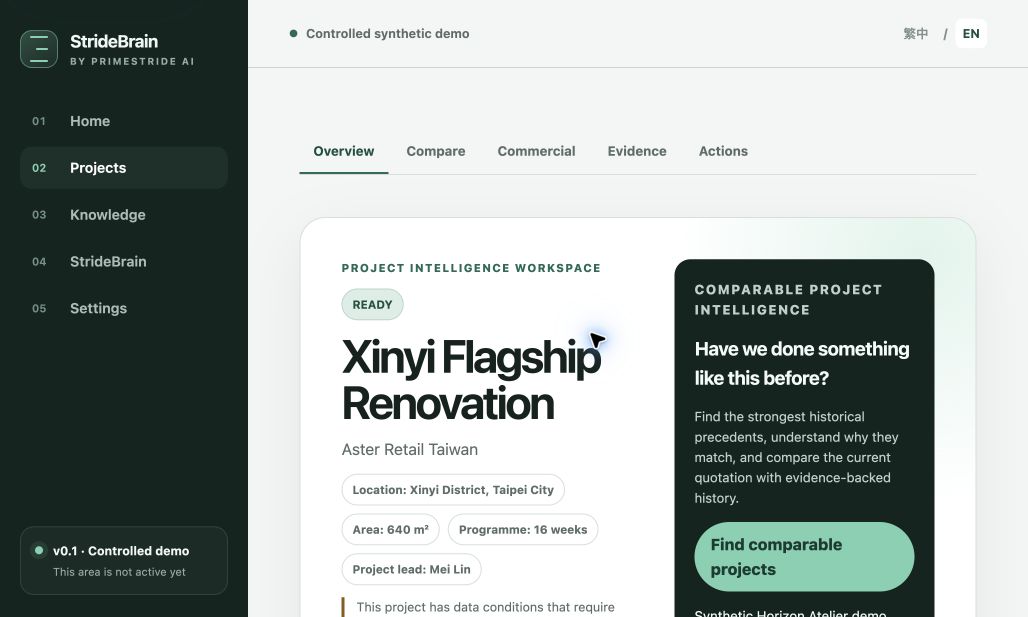 StrideBrain
BY PRIMESTRIDE AI
01 Home
02 Projects
03 Knowledge
04 StrideBrain
05 Settings
v0.1 · Controlled demo
This area is not active yet
Controlled synthetic demo
繁中 / EN
Overview Compare Commercial Evidence Actions
PROJECT INTELLIGENCE WORKSPACE
READY
Xinyi Flagship
Renovation
Aster Retail Taiwan
Location: Xinyi District, Taipei City
Area: 640 m² Programme: 16 weeks
Project lead: Mei Lin
This project has data conditions that require
COMPARABLE PROJECT
INTELLIGENCE
Have we done something
like this before?
Find the strongest historical
precedents, understand why they
match, and compare the current
quotation with evidence-backed
history.
Find comparable
projects
Synthetic Horizon Atelier demo